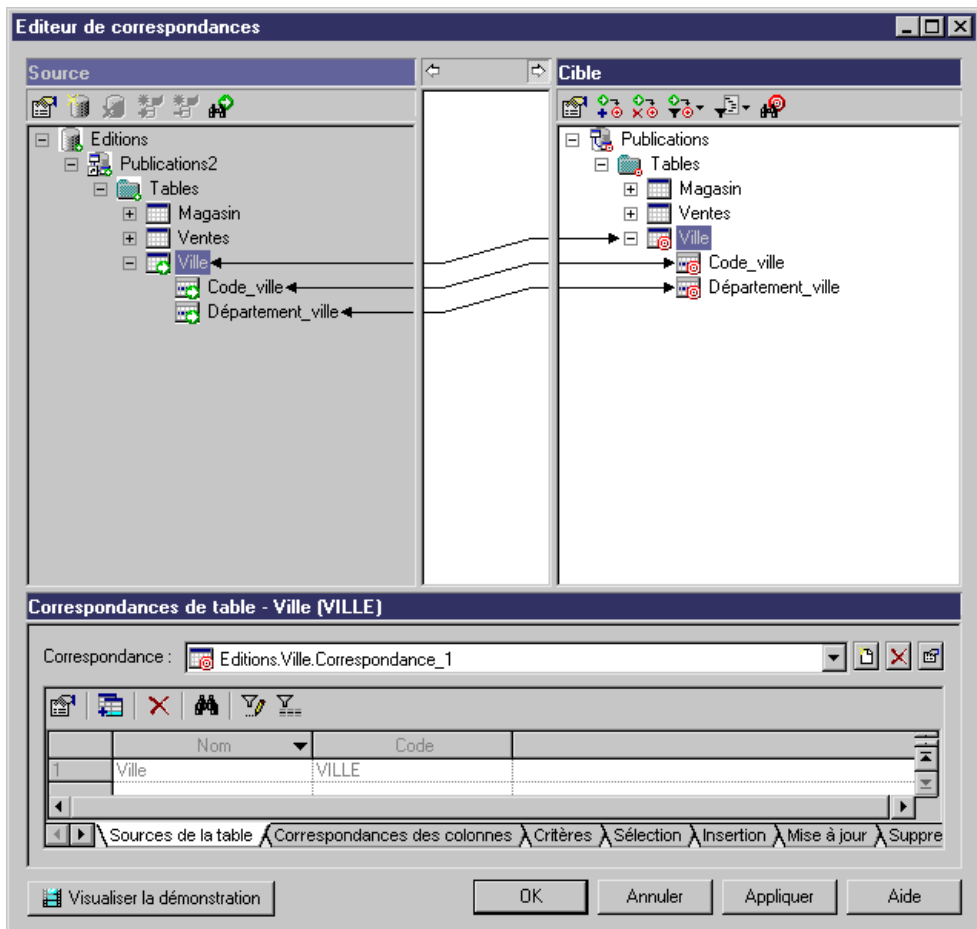 Editeur de correspondances
Source
Cible
Editions
Publications2
Tables
Magasin
Ventes
Ville
Code_ville
Département_ville
Publications
Tables
Magasin
Ventes
Ville
Code_ville
Département_ville
Correspondances de table - Ville (VILLE)
Correspondance : Editions.Ville.Correspondance_1
Nom Code
1 Ville VILLE
Sources de la table Correspondances des colonnes Critères Sélection Insertion Mise à jour Suppre
Visualiser la démonstration OK Annuler Appliquer Aide